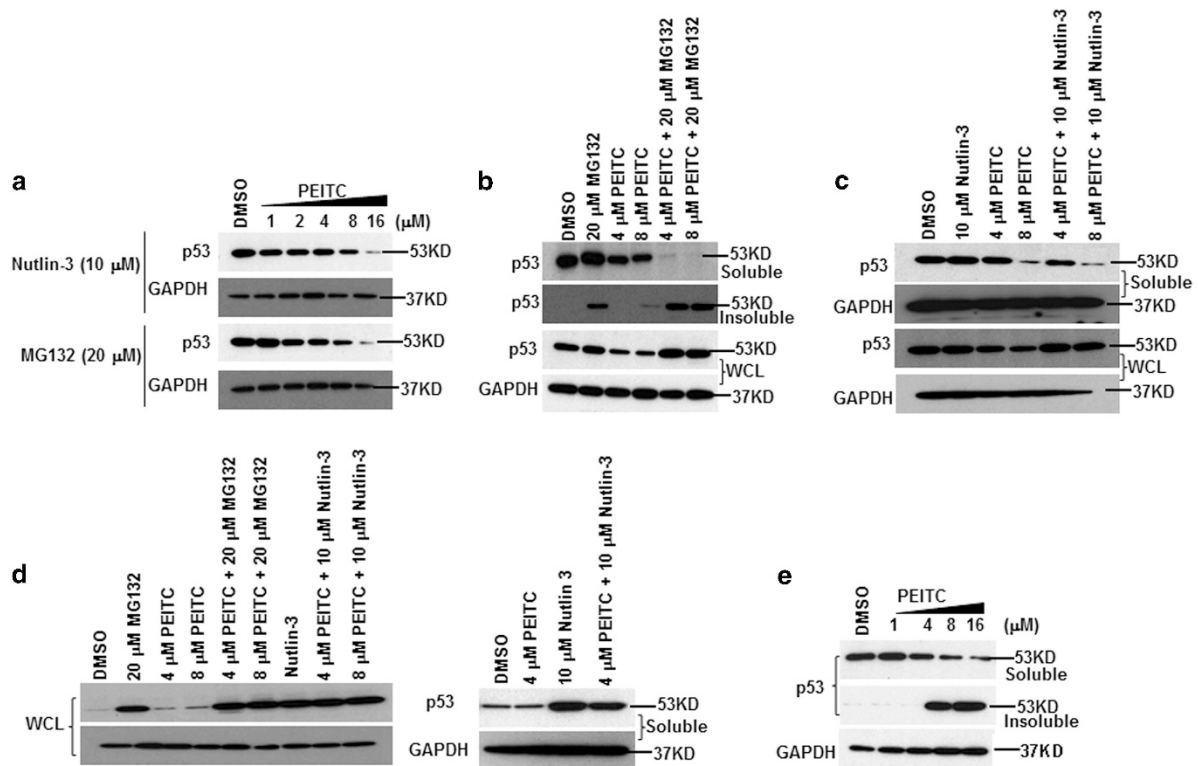 a
DMSO
PEITC
1 2 4 8 16 (μM)
Nutlin-3 (10 μM)
p53
53KD
GAPDH
37KD
MG132 (20 μM)
p53
53KD
GAPDH
37KD
b
DMSO
20 μM MG132
4 μM PEITC
8 μM PEITC
4 μM PEITC + 20 μM MG132
8 μM PEITC + 20 μM MG132
p53
53KD
Soluble
p53
53KD
Insoluble
p53
53KD
WCL
GAPDH
37KD
c
DMSO
10 μM Nutlin-3
4 μM PEITC
8 μM PEITC
4 μM PEITC + 10 μM Nutlin-3
8 μM PEITC + 10 μM Nutlin-3
p53
53KD
Soluble
GAPDH
37KD
p53
53KD
WCL
GAPDH
37KD
d
DMSO
20 μM MG132
4 μM PEITC
8 μM PEITC
4 μM PEITC + 20 μM MG132
8 μM PEITC + 20 μM MG132
Nutlin-3
4 μM PEITC + 10 μM Nutlin-3
8 μM PEITC + 10 μM Nutlin-3
WCL
DMSO
4 μM PEITC
10 μM Nutlin 3
4 μM PEITC + 10 μM Nutlin-3
p53
53KD
Soluble
GAPDH
37KD
e
DMSO
PEITC
1 4 8 16 (μM)
53KD
Soluble
p53
53KD
Insoluble
GAPDH
37KD